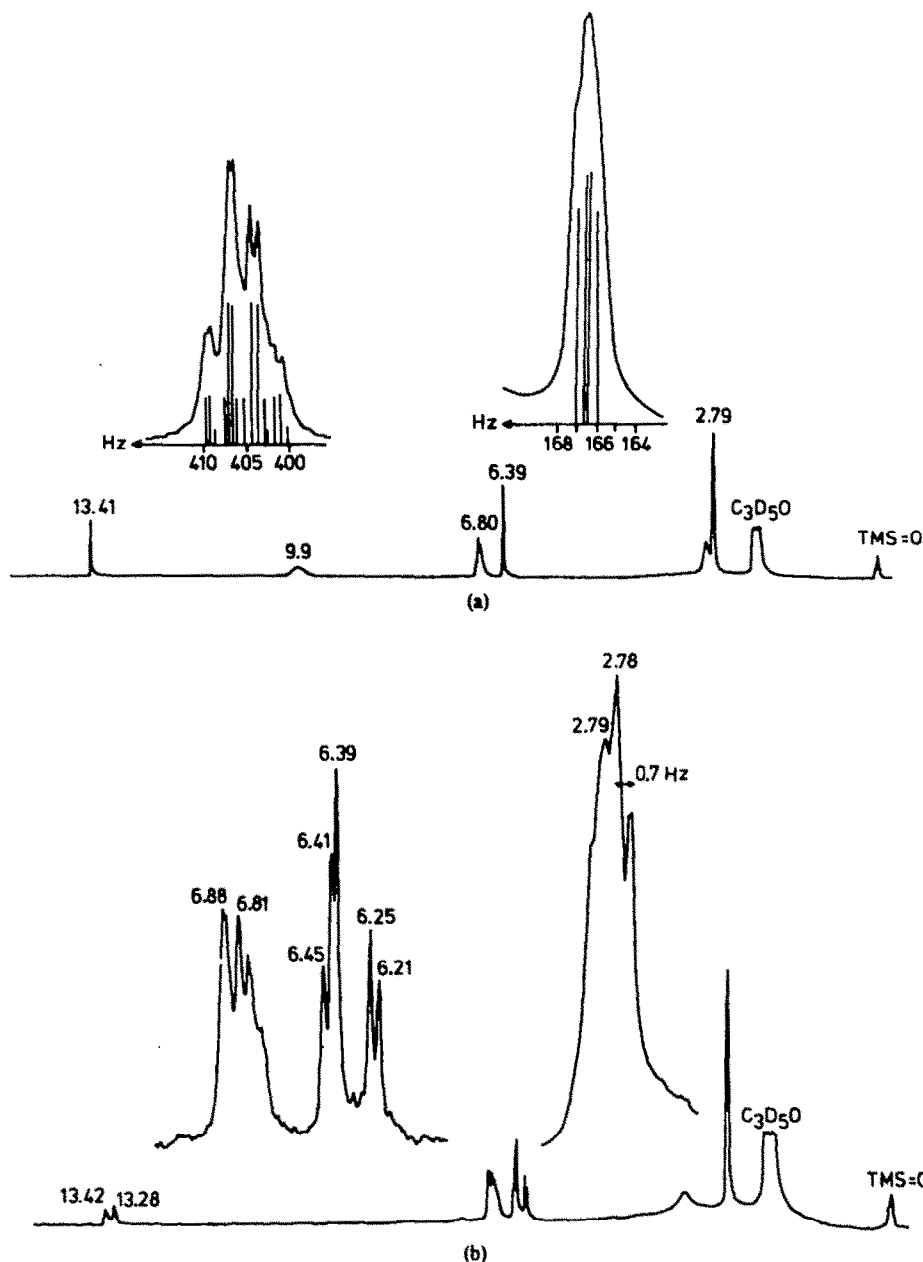 Hz
410 405 400
Hz
168 166 164
13.41
9.9
6.80
6.39
2.79
C3D5O
TMS=0
(a)
6.88
6.81
6.45
6.41
6.39
6.25
6.21
2.79
2.78
0.7 Hz
13.42
13.28
C3D5O
TMS=0
(b)